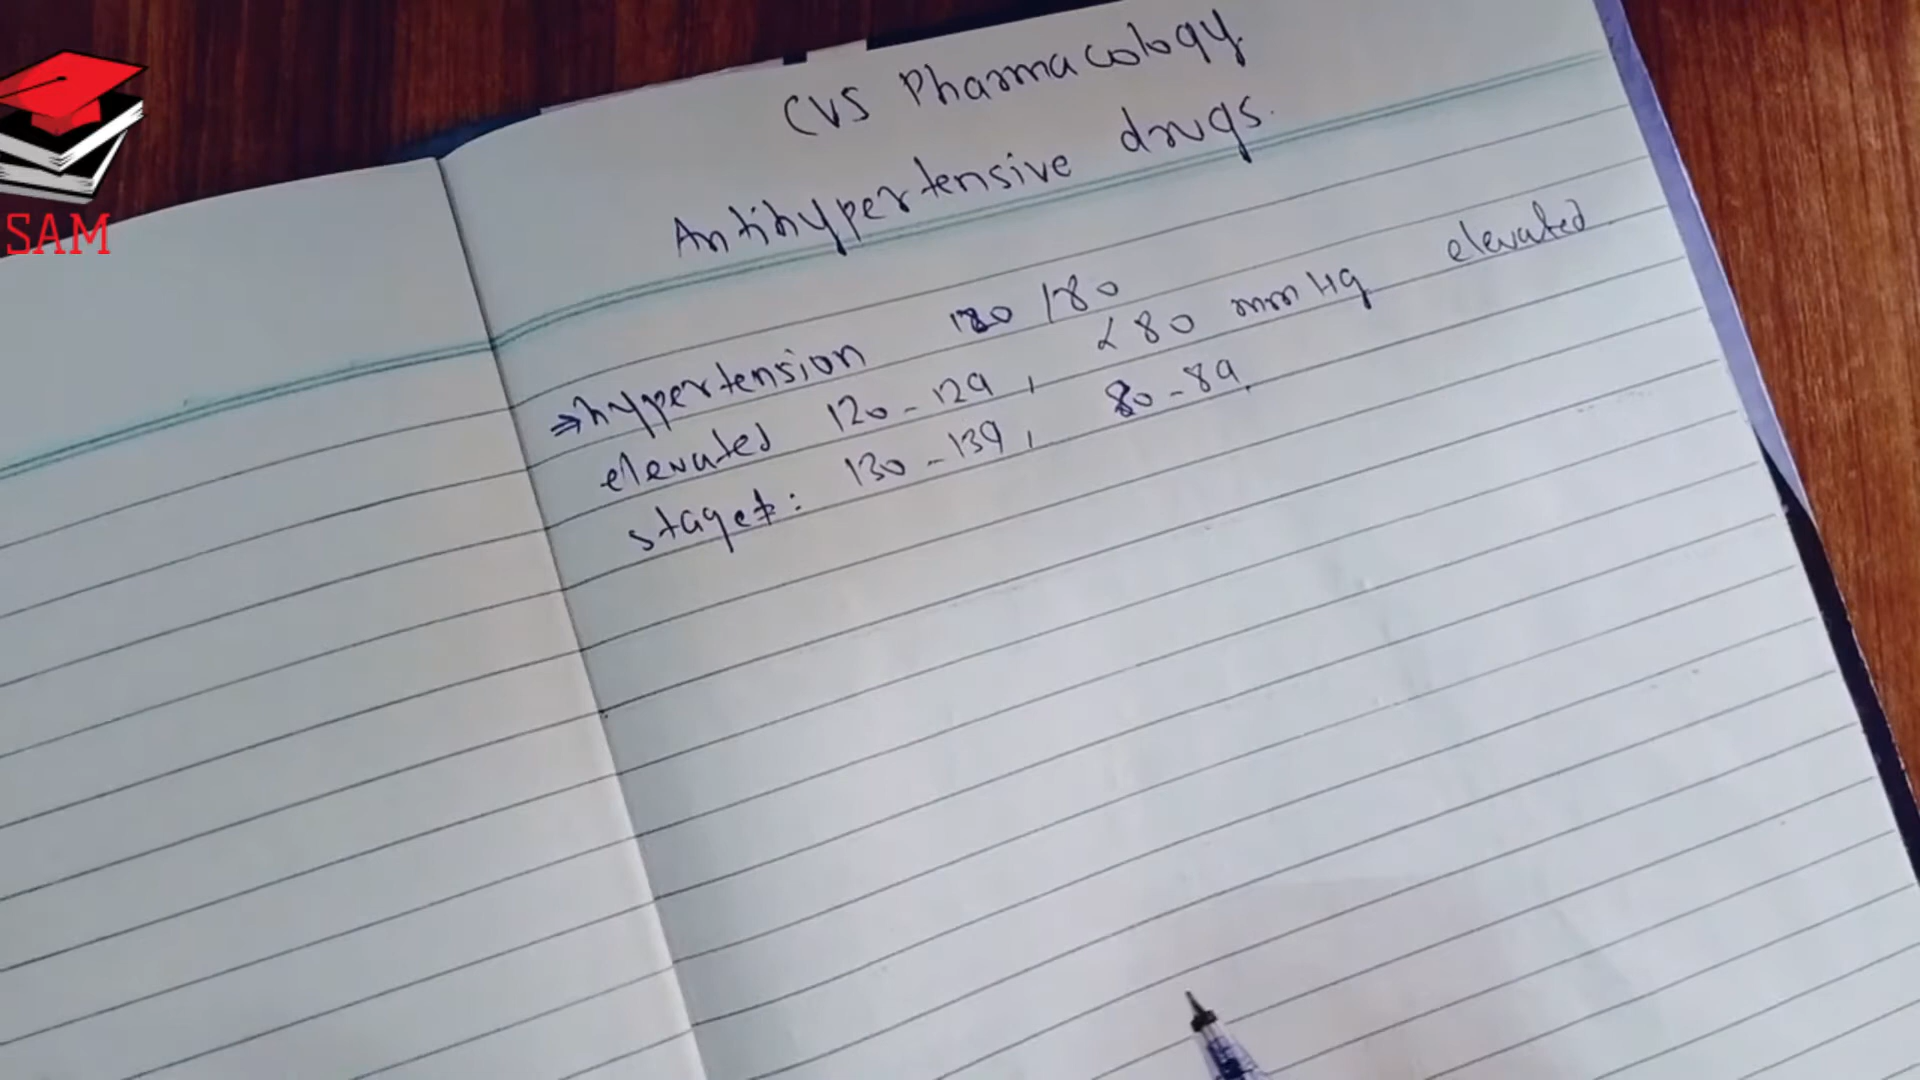 SAM
CVS Pharmacology
Antihypertensive drugs.
⇒hypertension 120 / 80
elevated 120-129, < 80 mmHg elevated
stage: 130-139, 80-89,